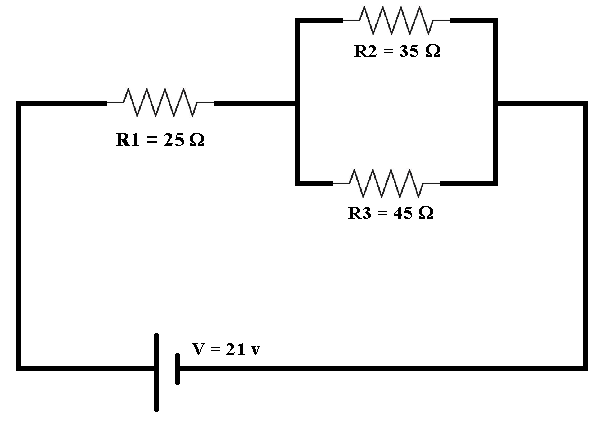 R2 = 35 Ω
R1 = 25 Ω
R3 = 45 Ω
V = 21 v